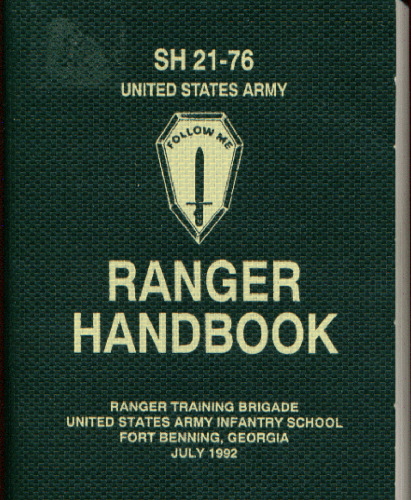 SH 21-76
UNITED STATES ARMY
FOLLOW ME
RANGER
HANDBOOK
RANGER TRAINING BRIGADE
UNITED STATES ARMY INFANTRY SCHOOL
FORT BENNING, GEORGIA
JULY 1992